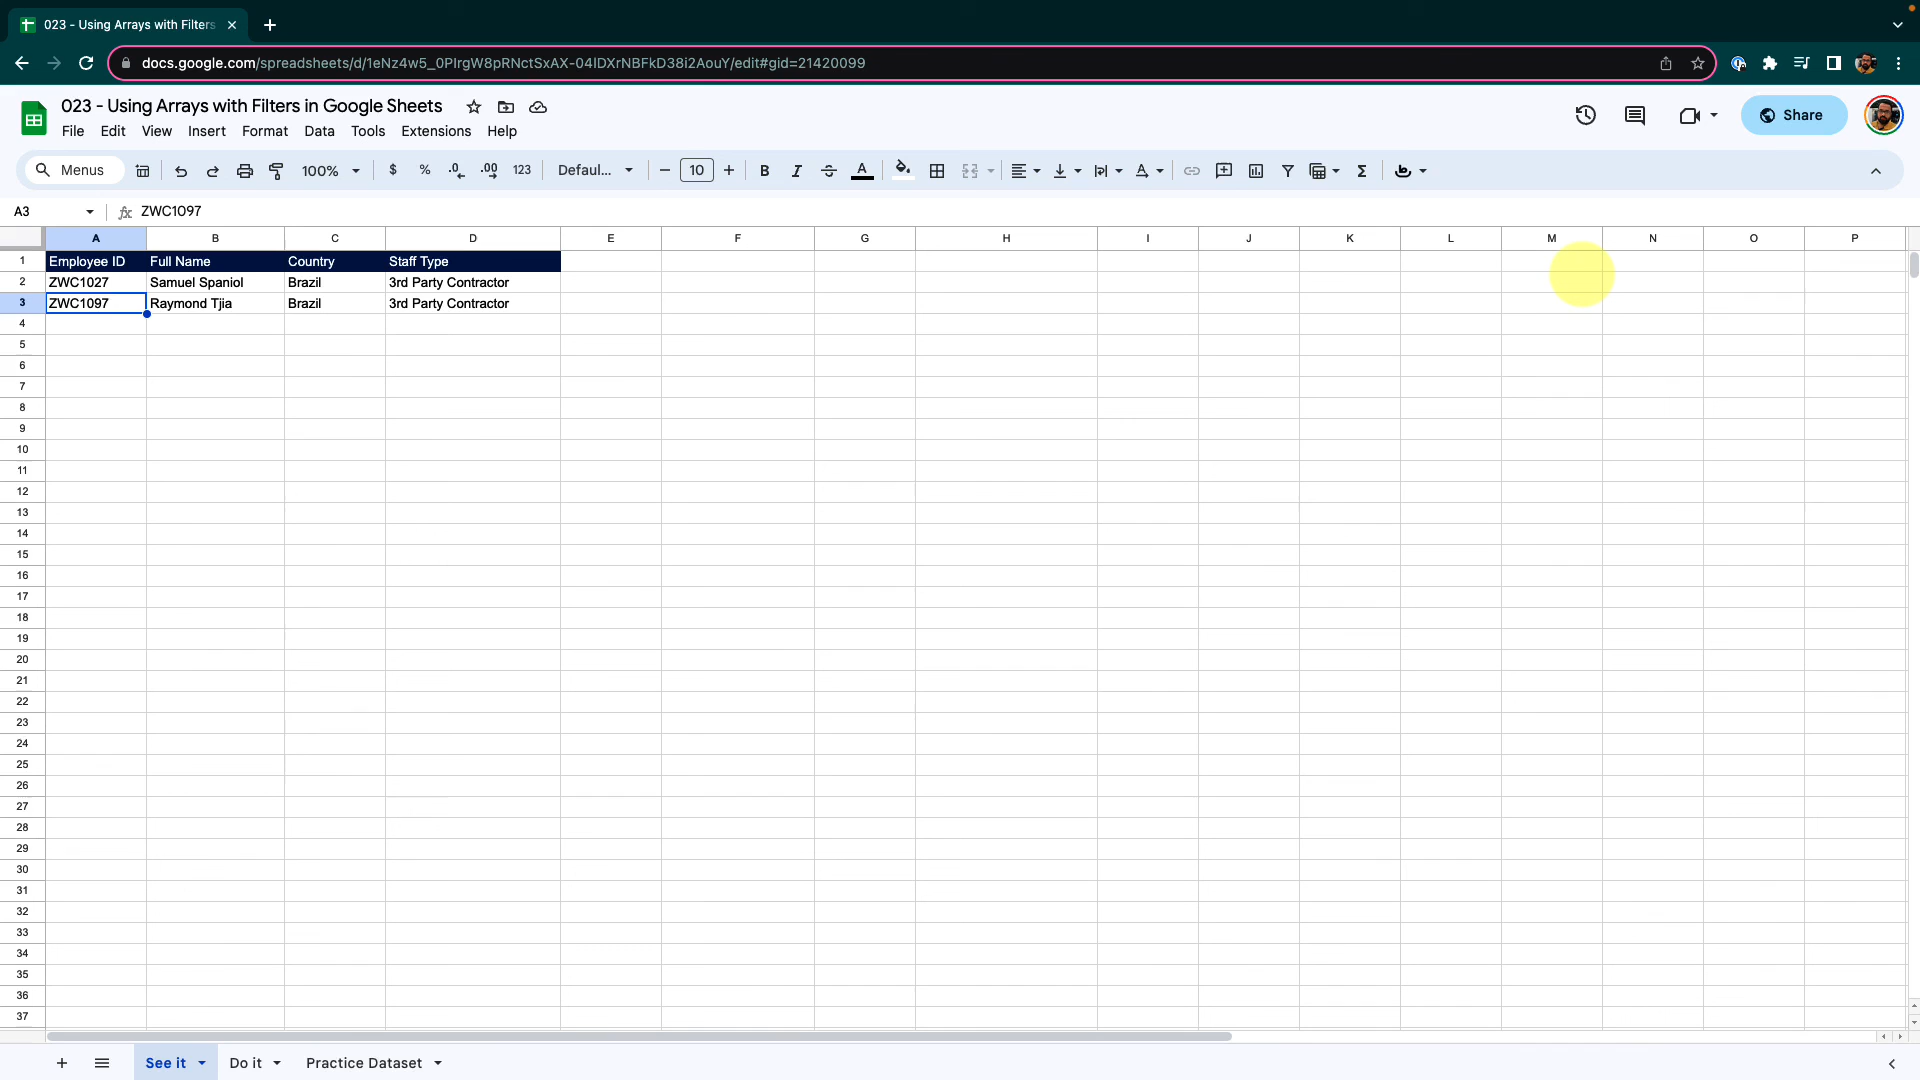 023 - Using Arrays with Filters
docs.google.com/spreadsheets/d/1eNz4w5_0PIrgW8pRNctSxAX-04IDXrNBFkD38i2AouY/edit#gid=21420099
023 - Using Arrays with Filters in Google Sheets
File Edit View Insert Format Data Tools Extensions Help
Share
Menus 100% $ % .0 .00 123 Defaul... 10 B I A
A3 fx ZWC1097
A B C D E F G H I J K L M N O P
1 Employee ID Full Name Country Staff Type
2 ZWC1027 Samuel Spaniol Brazil 3rd Party Contractor
3 ZWC1097 Raymond Tjia Brazil 3rd Party Contractor
4
5
6
7
8
9
10
11
12
13
14
15
16
17
18
19
20
21
22
23
24
25
26
27
28
29
30
31
32
33
34
35
36
37
See it Do it Practice Dataset